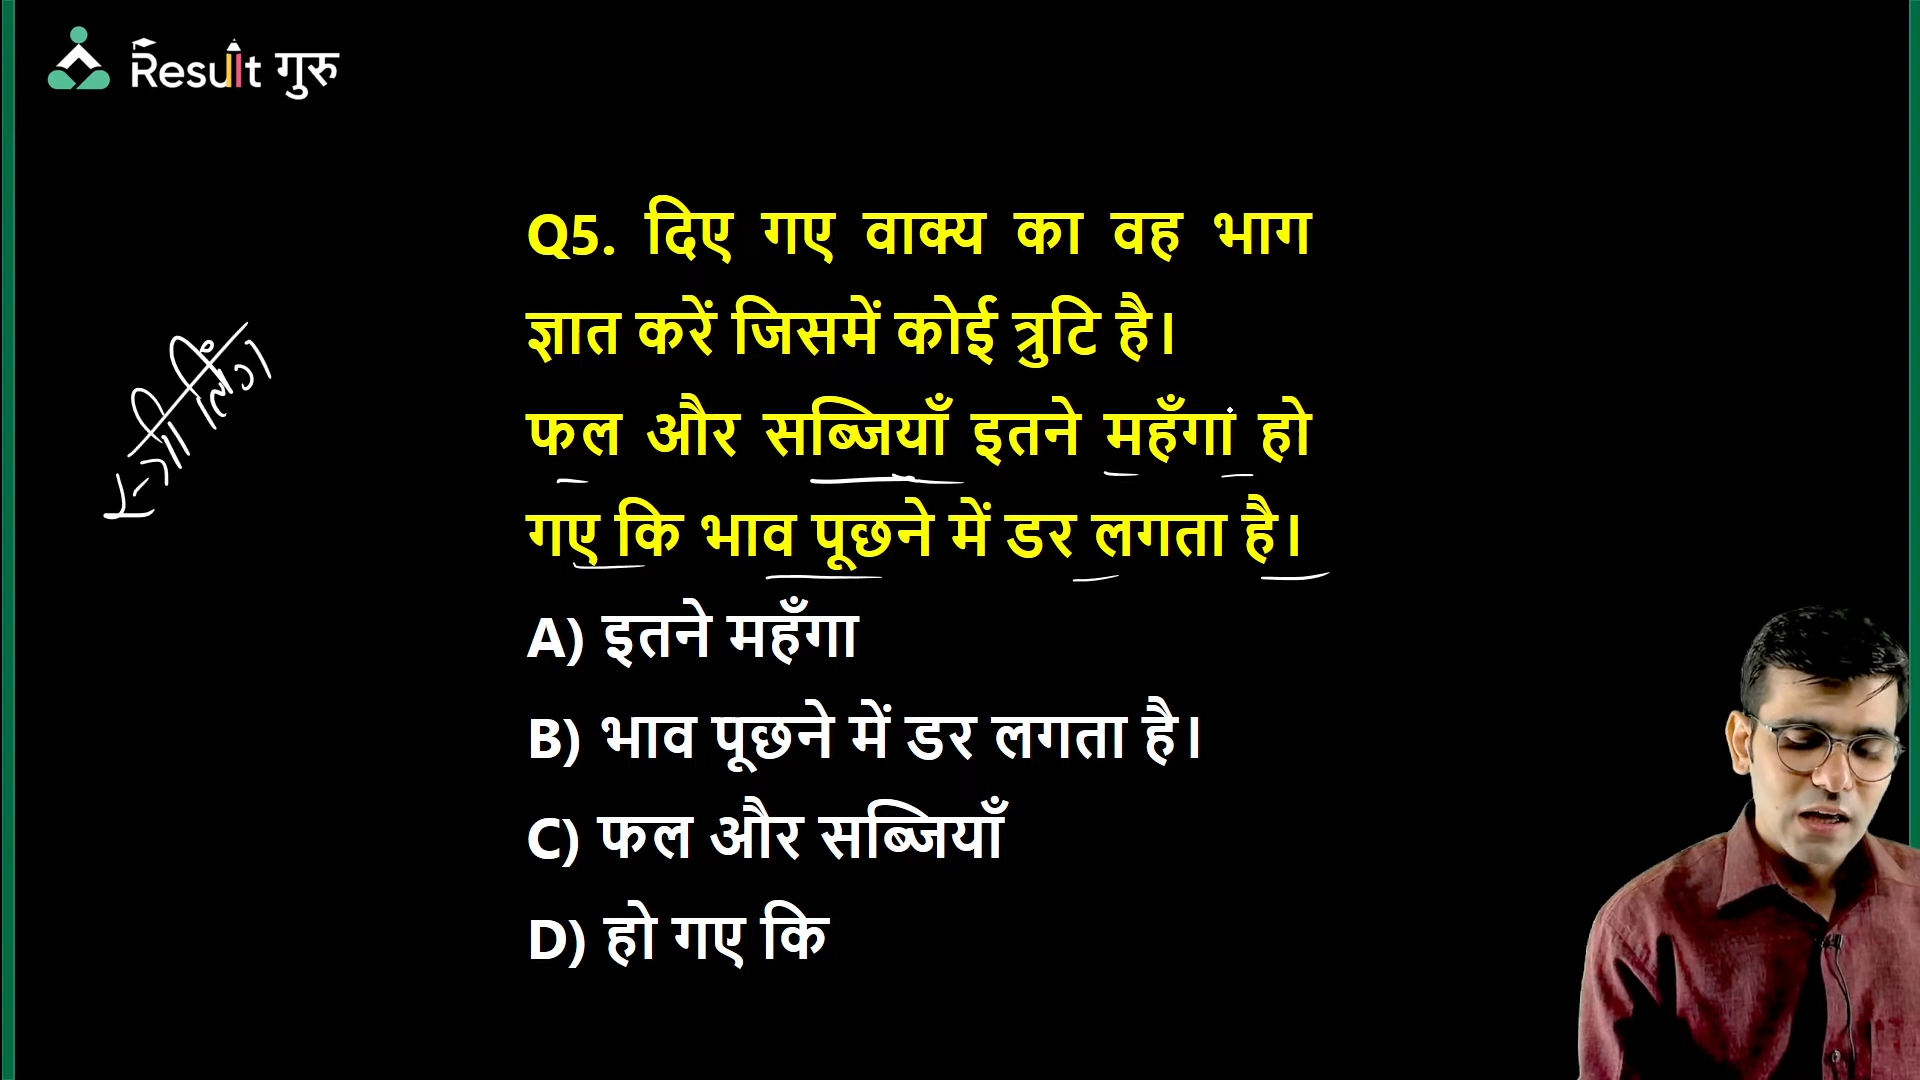 Result गुरु
Q5. दिए गए वाक्य का वह भाग
ज्ञात करें जिसमें कोई त्रुटि है।
फल और सब्जियाँ इतने महँगा हो
गए कि भाव पूछने में डर लगता है।
A) इतने महँगा
B) भाव पूछने में डर लगता है।
C) फल और सब्जियाँ
D) हो गए कि
स्त्रीलिंग